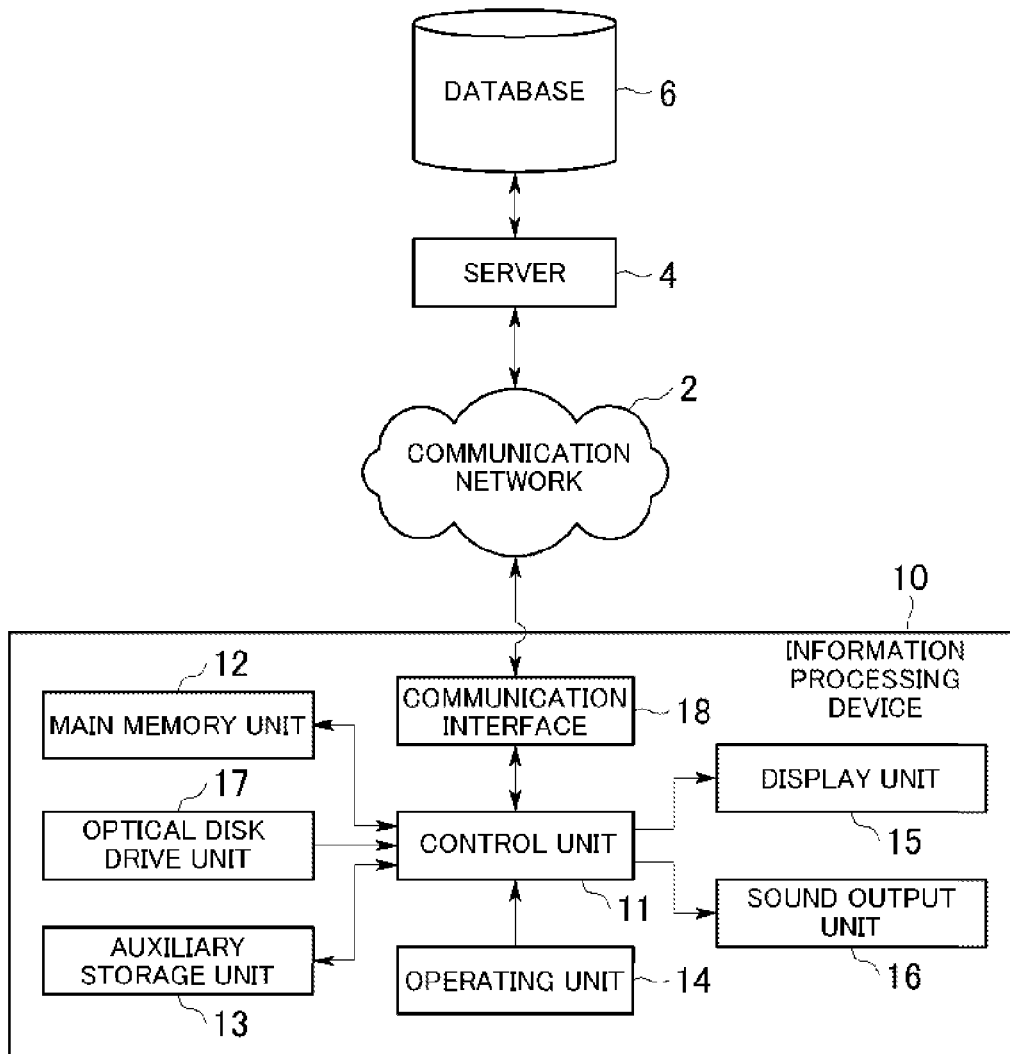 DATABASE
6
SERVER
4
2
COMMUNICATION
NETWORK
10
INFORMATION
PROCESSING
DEVICE
12
MAIN MEMORY UNIT
COMMUNICATION
INTERFACE
18
17
OPTICAL DISK
DRIVE UNIT
CONTROL UNIT
11
DISPLAY UNIT
15
AUXILIARY
STORAGE UNIT
13
OPERATING UNIT
14
SOUND OUTPUT
UNIT
16